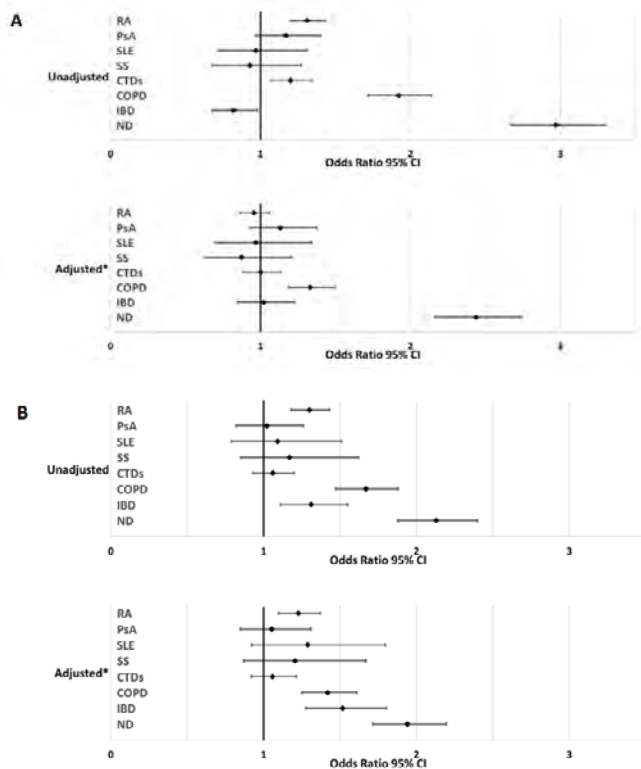 A
RA
PsA
SLE
SS
Unadjusted
CTDs
COPD
IBD
ND
0 1 2 3
Odds Ratio 95% CI
RA
PsA
SLE
SS
Adjusted*
CTDs
COPD
IBD
ND
0 1 2
Odds Ratio 95% CI
B
RA
PsA
SLE
SS
Unadjusted
CTDs
COPD
IBD
ND
0 1 2 3
Odds Ratio 95% CI
RA
PsA
SLE
SS
Adjusted*
CTDs
COPD
IBD
ND
0 1 2 3
Odds Ratio 95% CI